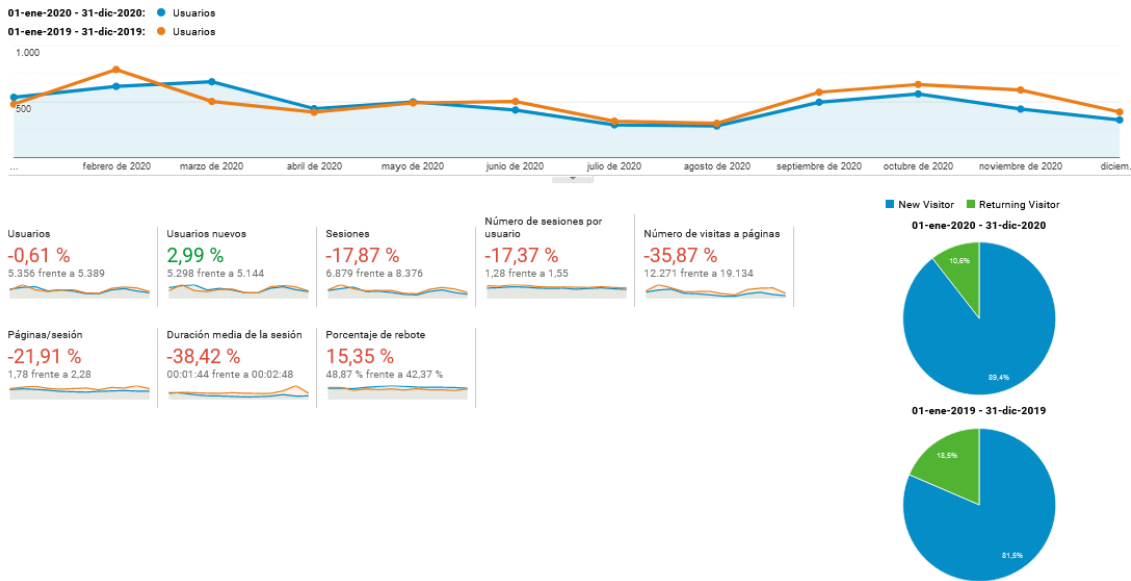 01-ene-2020 - 31-dic-2020: Usuarios
01-ene-2019 - 31-dic-2019: Usuarios
1.000
500
...
febrero de 2020
marzo de 2020
abril de 2020
mayo de 2020
junio de 2020
julio de 2020
agosto de 2020
septiembre de 2020
octubre de 2020
noviembre de 2020
diciem...
Usuarios
-0,61 %
5.356 frente a 5.389
Usuarios nuevos
2,99 %
5.298 frente a 5.144
Sesiones
-17,87 %
6.879 frente a 8.376
Número de sesiones por
usuario
-17,37 %
1,28 frente a 1,55
Número de visitas a páginas
-35,87 %
12.271 frente a 19.134
Páginas/sesión
-21,91 %
1,78 frente a 2,28
Duración media de la sesión
-38,42 %
00:01:44 frente a 00:02:48
Porcentaje de rebote
15,35 %
48,87 % frente a 42,37 %
New Visitor
Returning Visitor
01-ene-2020 - 31-dic-2020
10,6%
89,4%
01-ene-2019 - 31-dic-2019
18,5%
81,5%